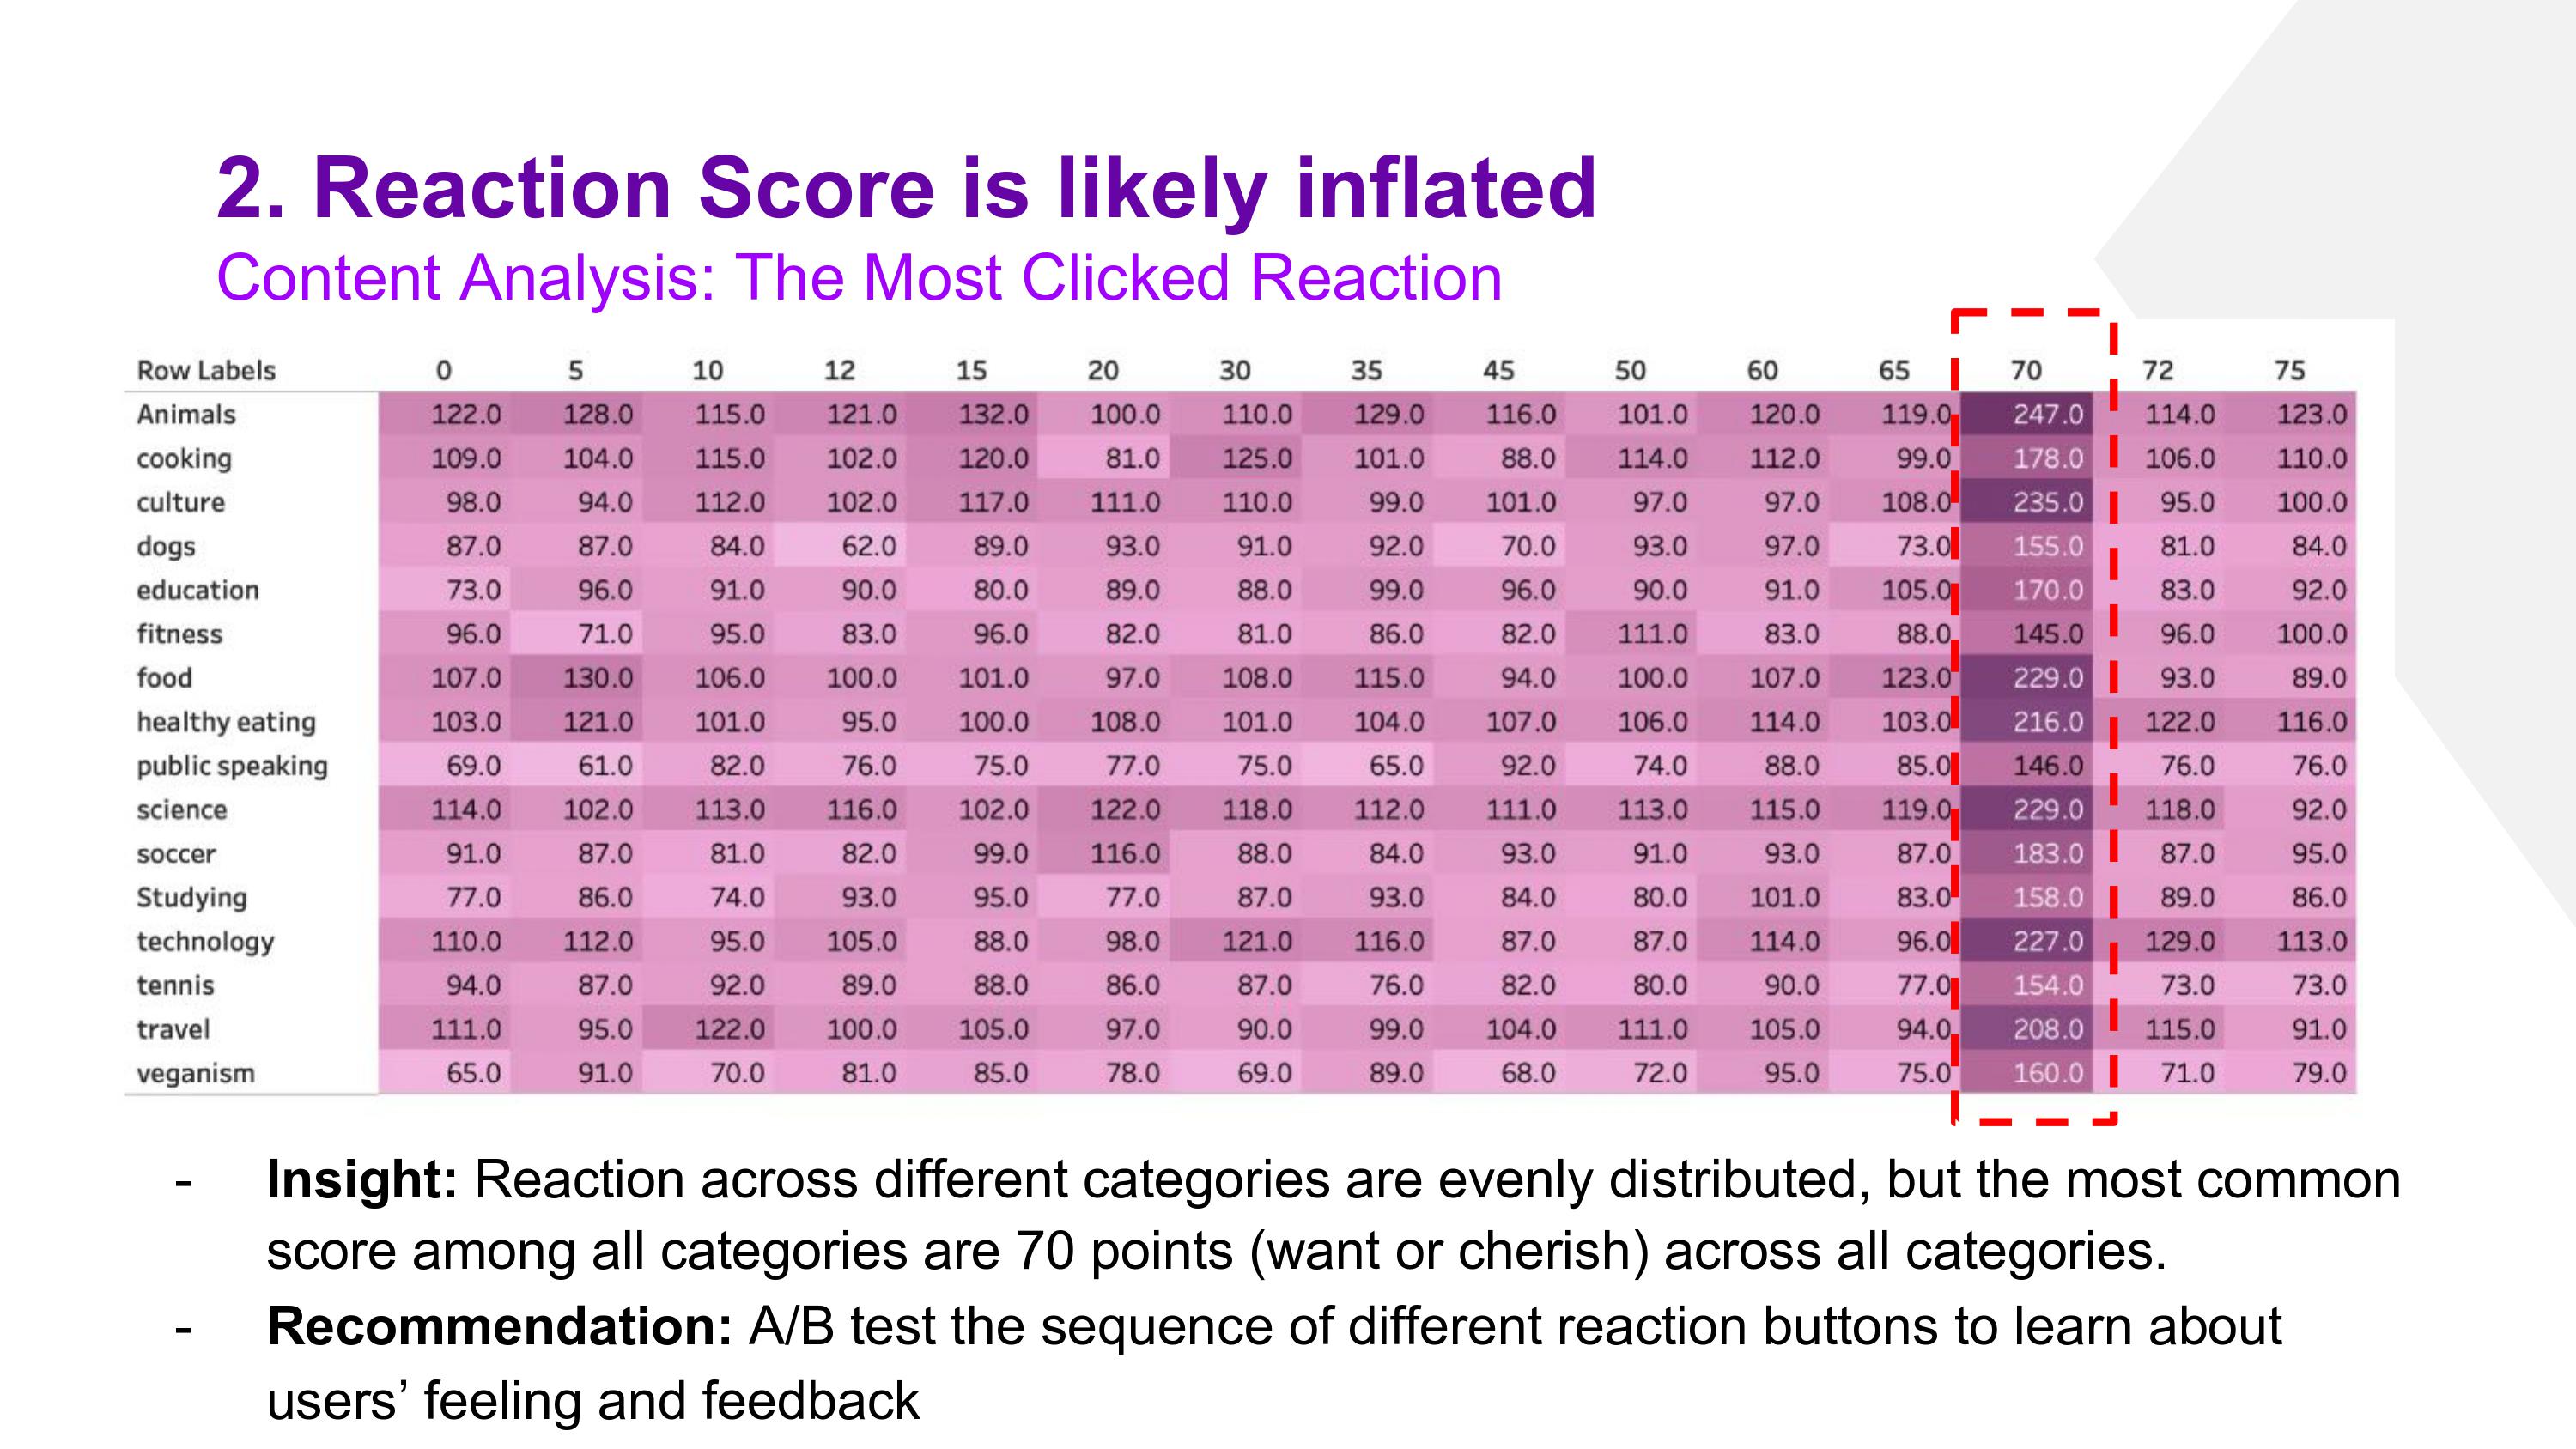 2. Reaction Score is likely inflated
Content Analysis: The Most Clicked Reaction
Row Labels 0 5 10 12 15 20 30 35 45 50 60 65 70 72 75
Animals 122.0 128.0 115.0 121.0 132.0 100.0 110.0 129.0 116.0 101.0 120.0 119.0 247.0 114.0 123.0
cooking 109.0 104.0 115.0 102.0 120.0 81.0 125.0 101.0 88.0 114.0 112.0 99.0 178.0 106.0 110.0
culture 98.0 94.0 112.0 102.0 117.0 111.0 110.0 99.0 101.0 97.0 97.0 108.0 235.0 95.0 100.0
dogs 87.0 87.0 84.0 62.0 89.0 93.0 91.0 92.0 70.0 93.0 97.0 73.0 155.0 81.0 84.0
education 73.0 96.0 91.0 90.0 80.0 89.0 88.0 99.0 96.0 90.0 91.0 105.0 170.0 83.0 92.0
fitness 96.0 71.0 95.0 83.0 96.0 82.0 81.0 86.0 82.0 111.0 83.0 88.0 145.0 96.0 100.0
food 107.0 130.0 106.0 100.0 101.0 97.0 108.0 115.0 94.0 100.0 107.0 123.0 229.0 93.0 89.0
healthy eating 103.0 121.0 101.0 95.0 100.0 108.0 101.0 104.0 107.0 106.0 114.0 103.0 216.0 122.0 116.0
public speaking 69.0 61.0 82.0 76.0 75.0 77.0 75.0 65.0 92.0 74.0 88.0 85.0 146.0 76.0 76.0
science 114.0 102.0 113.0 116.0 102.0 122.0 118.0 112.0 111.0 113.0 115.0 119.0 229.0 118.0 92.0
soccer 91.0 87.0 81.0 82.0 99.0 116.0 88.0 84.0 93.0 91.0 93.0 87.0 183.0 87.0 95.0
Studying 77.0 86.0 74.0 93.0 95.0 77.0 87.0 93.0 84.0 80.0 101.0 83.0 158.0 89.0 86.0
technology 110.0 112.0 95.0 105.0 88.0 98.0 121.0 116.0 87.0 87.0 114.0 96.0 227.0 129.0 113.0
tennis 94.0 87.0 92.0 89.0 88.0 86.0 87.0 76.0 82.0 80.0 90.0 77.0 154.0 73.0 73.0
travel 111.0 95.0 122.0 100.0 105.0 97.0 90.0 99.0 104.0 111.0 105.0 94.0 208.0 115.0 91.0
veganism 65.0 91.0 70.0 81.0 85.0 78.0 69.0 89.0 68.0 72.0 95.0 75.0 160.0 71.0 79.0
- Insight: Reaction across different categories are evenly distributed, but the most common
score among all categories are 70 points (want or cherish) across all categories.
- Recommendation: A/B test the sequence of different reaction buttons to learn about
users’ feeling and feedback